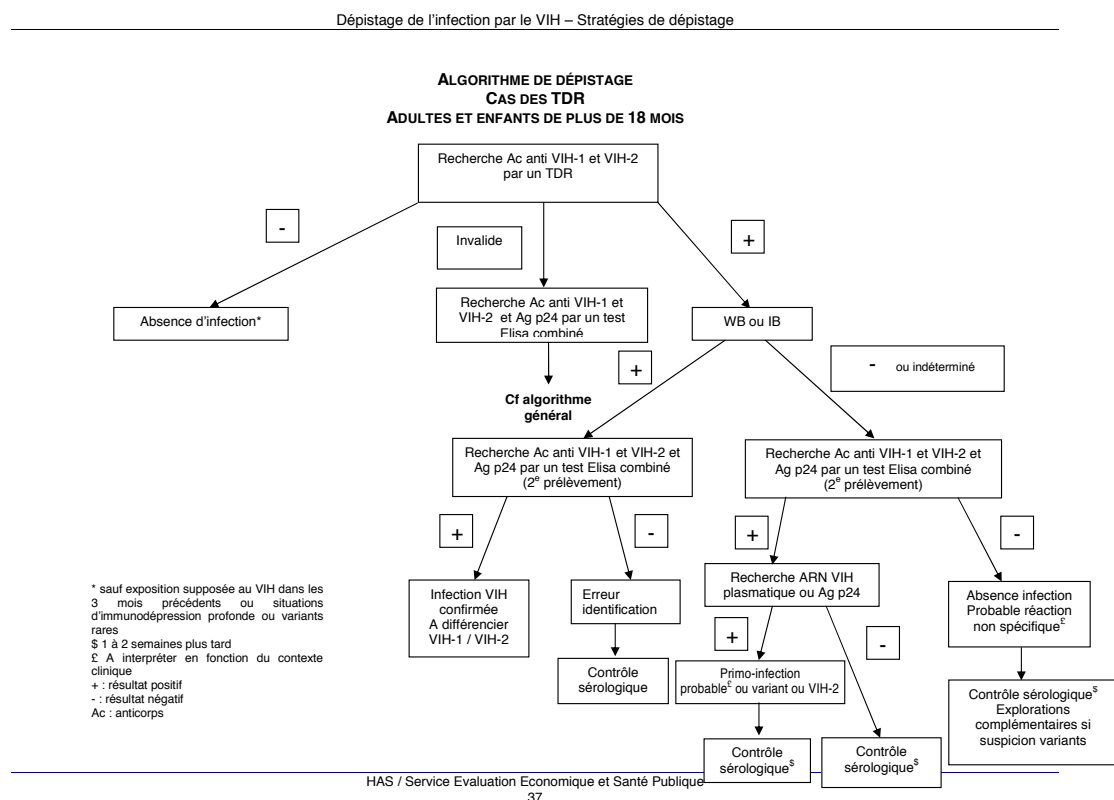 Dépistage de l'infection par le VIH – Stratégies de dépistage
ALGORITHME DE DÉPISTAGE
CAS DES TDR
ADULTES ET ENFANTS DE PLUS DE 18 MOIS
Recherche Ac anti VIH-1 et VIH-2
par un TDR
-
Invalide
+
Absence d'infection*
Recherche Ac anti VIH-1 et
VIH-2 et Ag p24 par un test
Elisa combiné
WB ou IB
+
- ou indéterminé
Cf algorithme
général
Recherche Ac anti VIH-1 et VIH-2 et
Ag p24 par un test Elisa combiné
(2e prélèvement)
Recherche Ac anti VIH-1 et VIH-2 et
Ag p24 par un test Elisa combiné
(2e prélèvement)
+
-
+
-
Infection VIH
confirmée
A différencier
VIH-1 / VIH-2
Erreur
identification
Recherche ARN VIH
plasmatique ou Ag p24
Absence infection
Probable réaction
non spécifique£
+
-
Contrôle
sérologique
Primo-infection
probable£ ou variant ou VIH-2
Contrôle sérologique$
Explorations
complémentaires si
suspicion variants
Contrôle
sérologique$
Contrôle
sérologique$
* sauf exposition supposée au VIH dans les
3 mois précédents ou situations
d'immunodépression profonde ou variants
rares
$ 1 à 2 semaines plus tard
£ A interpréter en fonction du contexte
clinique
+ : résultat positif
- : résultat négatif
Ac : anticorps
HAS / Service Evaluation Economique et Santé Publique
37